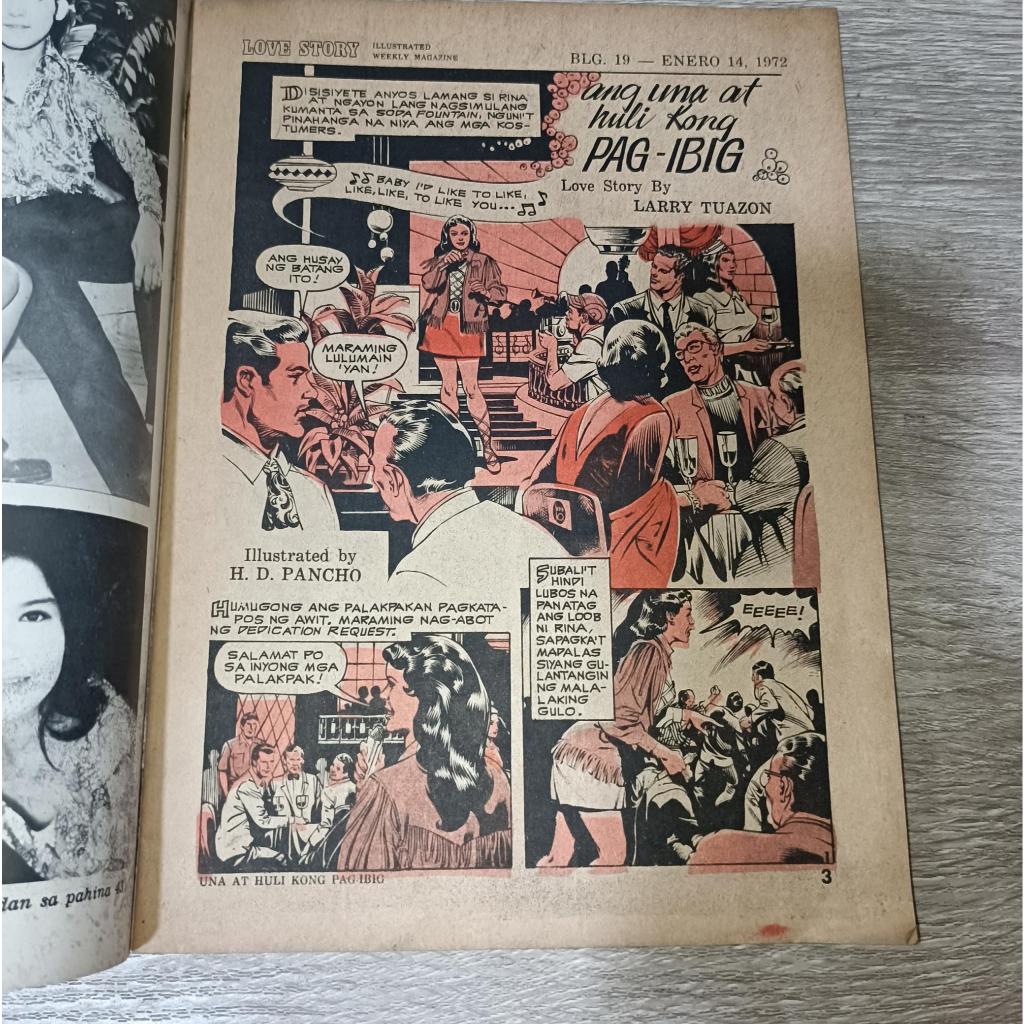 LOVE STORY
ILLUSTRATED
WEEKLY MAGAZINE
BLG. 19 — ENERO 14, 1972
DISISIYETE ANYOS LAMANG SI RINA
AT NGAYON LANG NAGSIMULANG
KUMANTA SA SODA FOUNTAIN, NGUNI'T
PINAHANGA NA NIYA ANG MGA KOS-
TUMERS.
ang una at
huli kong
PAG-IBIG
Love Story By
LARRY TUAZON
BABY I'D LIKE TO LIKE,
LIKE, LIKE, TO LIKE YOU...
ANG HUSAY
NG BATANG
ITO!
MARAMING
LULUMAIN
'YAN!
Illustrated by
H. D. PANCHO
HUMUGONG ANG PALAKPAKAN PAGKATA-
POS NG AWIT. MARAMING NAG-ABOT
NG DEDICATION REQUEST.
SALAMAT PO
SA INYONG MGA
PALAKPAK!
SUBALI'T
HINDI
LUBOS NA
PANATAG
ANG LOOB
NI RINA,
SAPAGKA'T
MADALAS
SIYANG GU-
LANTANGIN
NG MALA-
LAKING
GULO.
EEEEEE!
UNA AT HULI KONG PAG-IBIG
3
dan sa pahina